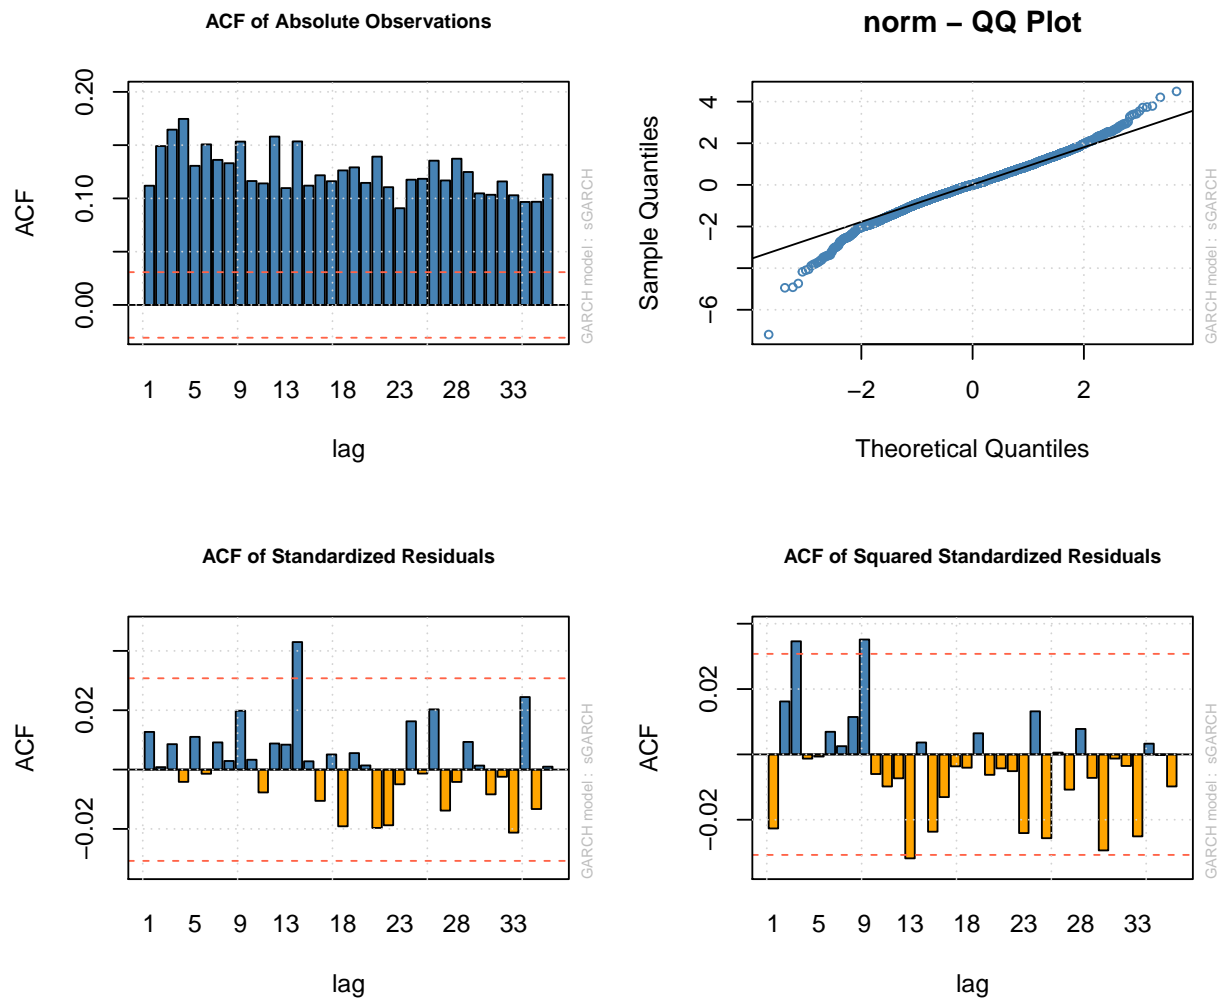 ACF of Absolute Observations
ACF
0.00 0.10 0.20
1 5 9 13 18 23 28 33
lag
GARCH model : sGARCH
norm – QQ Plot
Sample Quantiles
−6 −2 0 2 4
−2 0 2
Theoretical Quantiles
GARCH model : sGARCH
ACF of Standardized Residuals
ACF
−0.02 0.02
1 5 9 13 18 23 28 33
lag
GARCH model : sGARCH
ACF of Squared Standardized Residuals
ACF
−0.02 0.02
1 5 9 13 18 23 28 33
lag
GARCH model : sGARCH